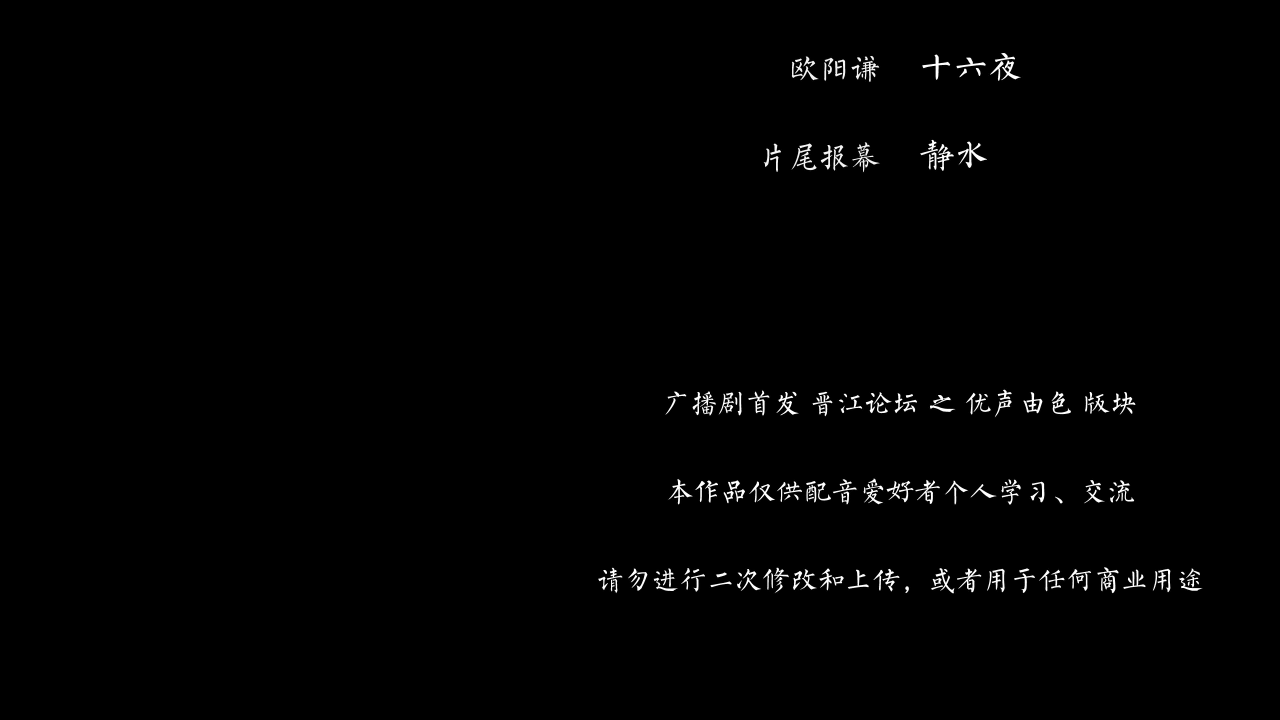 欧阳谦 十六夜
片尾报幕 静水
广播剧首发 晋江论坛 之 优声由色 版块
本作品仅供配音爱好者个人学习、交流
请勿进行二次修改和上传，或者用于任何商业用途